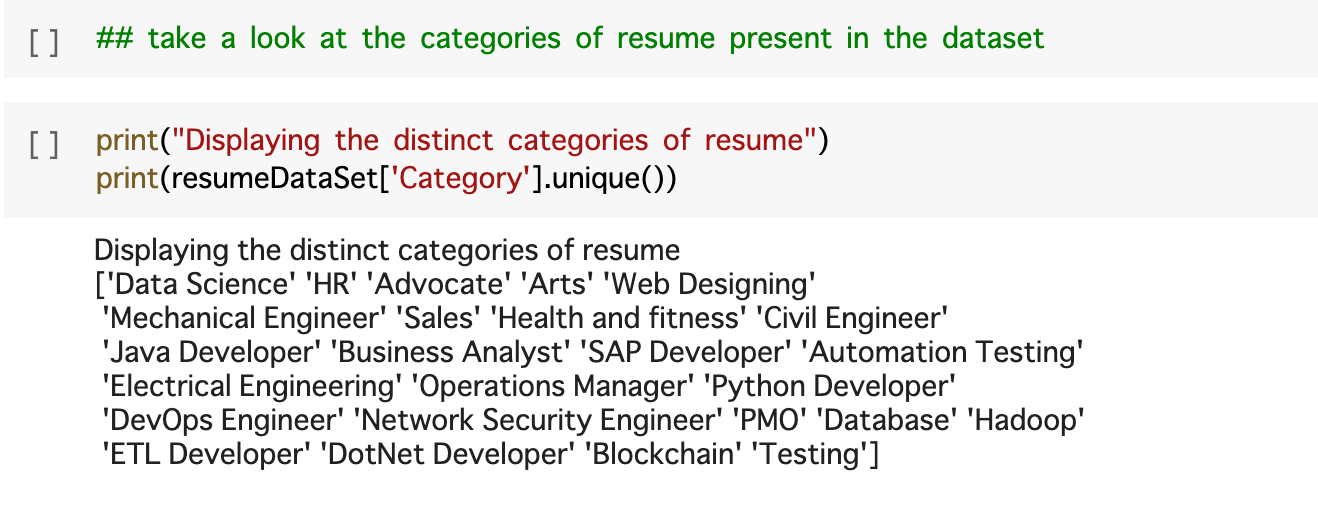 [ ] ## take a look at the categories of resume present in the dataset
[ ] print("Displaying the distinct categories of resume")
print(resumeDataSet['Category'].unique())
Displaying the distinct categories of resume
['Data Science' 'HR' 'Advocate' 'Arts' 'Web Designing'
'Mechanical Engineer' 'Sales' 'Health and fitness' 'Civil Engineer'
'Java Developer' 'Business Analyst' 'SAP Developer' 'Automation Testing'
'Electrical Engineering' 'Operations Manager' 'Python Developer'
'DevOps Engineer' 'Network Security Engineer' 'PMO' 'Database' 'Hadoop'
'ETL Developer' 'DotNet Developer' 'Blockchain' 'Testing']